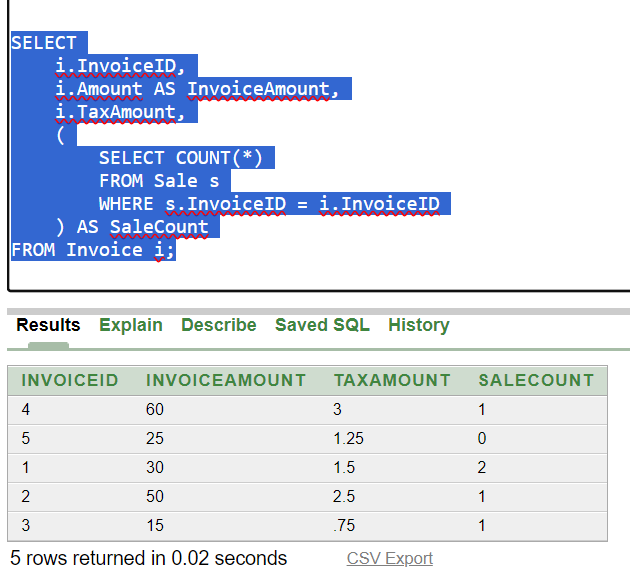 SELECT
i.InvoiceID,
i.Amount AS InvoiceAmount,
i.TaxAmount,
(
SELECT COUNT(*)
FROM Sale s
WHERE s.InvoiceID = i.InvoiceID
) AS SaleCount
FROM Invoice i;
Results Explain Describe Saved SQL History
INVOICEID INVOICEAMOUNT TAXAMOUNT SALECOUNT
4 60 3 1
5 25 1.25 0
1 30 1.5 2
2 50 2.5 1
3 15 .75 1
5 rows returned in 0.02 seconds CSV Export